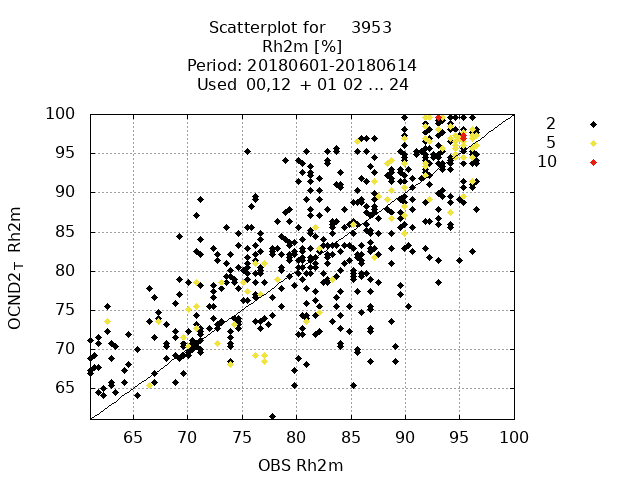 Scatterplot for 3953
Rh2m [%]
Period: 20180601-20180614
Used 00,12 + 01 02 ... 24
2
5
10
100
95
90
85
80
75
70
65
OCND2_T Rh2m
65 70 75 80 85 90 95 100
OBS Rh2m